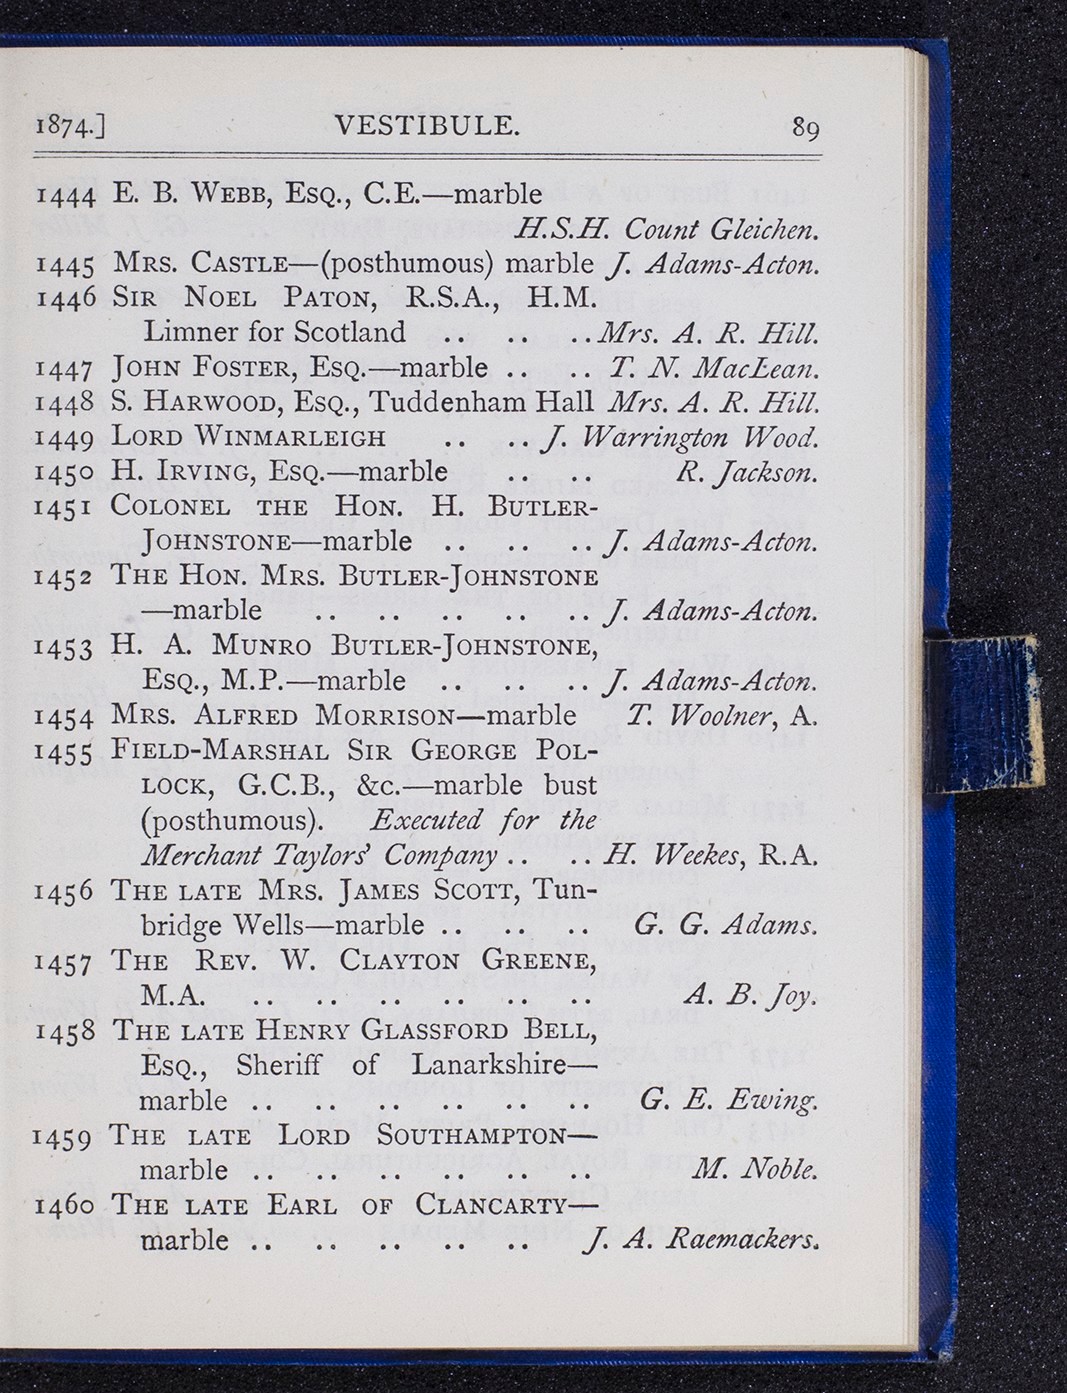 1874.] VESTIBULE. 89
1444 E. B. WEBB, ESQ., C.E.—marble
H.S.H. Count Gleichen.
1445 MRS. CASTLE—(posthumous) marble J. Adams-Acton.
1446 SIR NOEL PATON, R.S.A., H.M.
Limner for Scotland .. .. .. Mrs. A. R. Hill.
1447 JOHN FOSTER, ESQ.—marble .. .. T. N. MacLean.
1448 S. HARWOOD, ESQ., Tuddenham Hall Mrs. A. R. Hill.
1449 LORD WINMARLEIGH .. .. J. Warrington Wood.
1450 H. IRVING, ESQ.—marble .. .. R. Jackson.
1451 COLONEL THE HON. H. BUTLER-
JOHNSTONE—marble .. .. .. J. Adams-Acton.
1452 THE HON. MRS. BUTLER-JOHNSTONE
—marble .. .. .. .. .. J. Adams-Acton.
1453 H. A. MUNRO BUTLER-JOHNSTONE,
ESQ., M.P.—marble .. .. .. J. Adams-Acton.
1454 MRS. ALFRED MORRISON—marble T. Woolner, A.
1455 FIELD-MARSHAL SIR GEORGE POL-
LOCK, G.C.B., &c.—marble bust
(posthumous). Executed for the
Merchant Taylors' Company .. .. H. Weekes, R.A.
1456 THE LATE MRS. JAMES SCOTT, Tun-
bridge Wells—marble .. .. .. G. G. Adams.
1457 THE REV. W. CLAYTON GREENE,
M.A. .. .. .. .. .. .. A. B. Joy.
1458 THE LATE HENRY GLASSFORD BELL,
ESQ., Sheriff of Lanarkshire—
marble .. .. .. .. .. .. G. E. Ewing.
1459 THE LATE LORD SOUTHAMPTON—
marble .. .. .. .. .. .. M. Noble.
1460 THE LATE EARL OF CLANCARTY—
marble .. .. .. .. .. J. A. Raemackers.